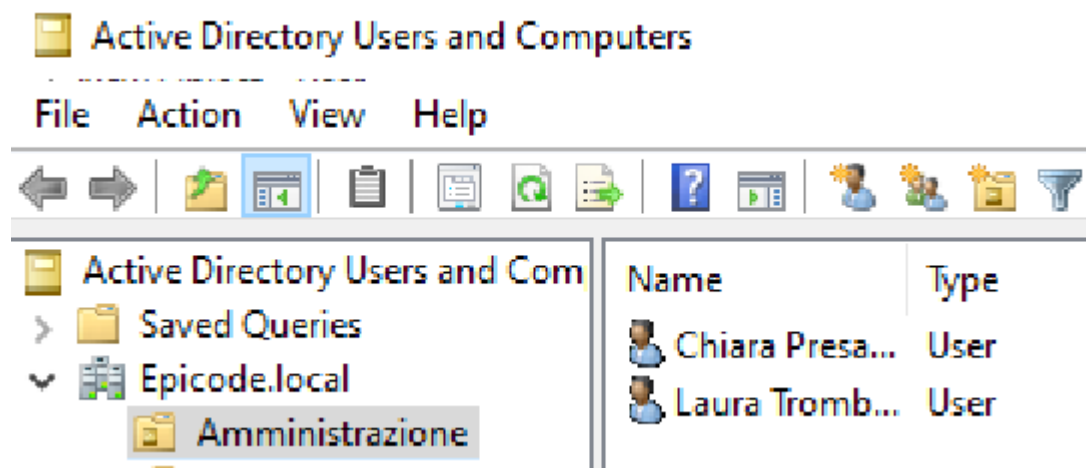 Active Directory Users and Computers
File Action View Help
Active Directory Users and Com
Saved Queries
Epicode.local
Amministrazione
Name Type
Chiara Presa... User
Laura Tromb... User